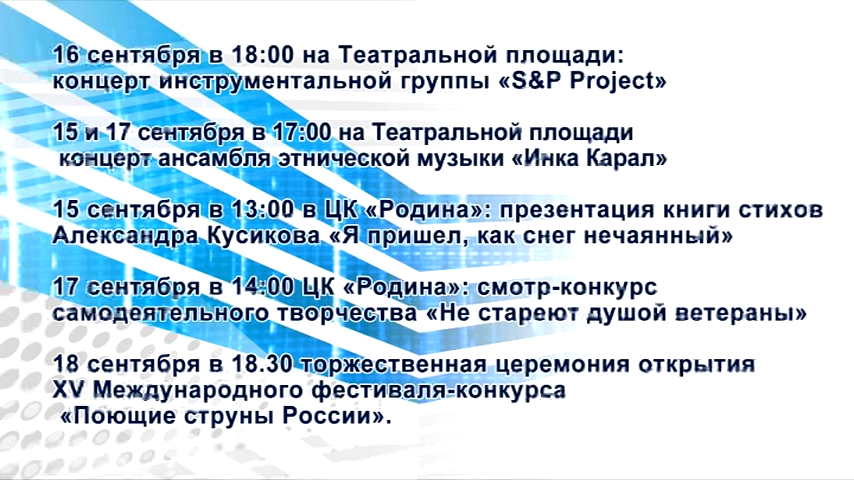 16 сентября в 18:00 на Театральной площади:
концерт инструментальной группы «S&P Project»
15 и 17 сентября в 17:00 на Театральной площади
концерт ансамбля этнической музыки «Инка Карал»
15 сентября в 13:00 в ЦК «Родина»: презентация книги стихов
Александра Кусикова «Я пришел, как снег нечаянный»
17 сентября в 14:00 ЦК «Родина»: смотр-конкурс
самодеятельного творчества «Не стареют душой ветераны»
18 сентября в 18.30 торжественная церемония открытия
XV Международного фестиваля-конкурса
«Поющие струны России».